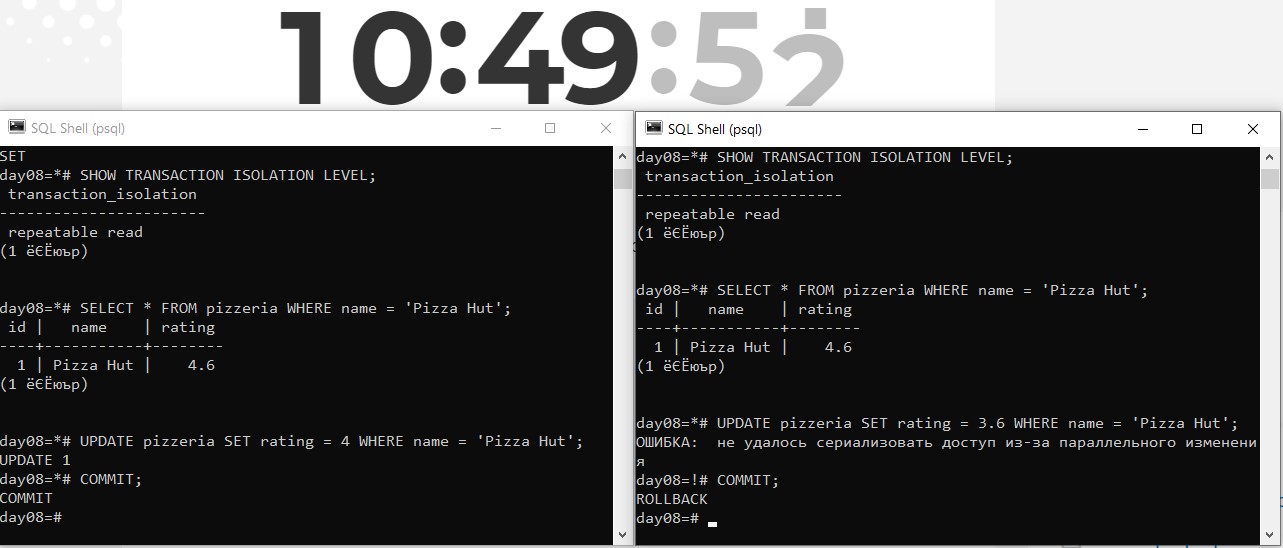 10:49:52
SQL Shell (psql)
SET
day08=*# SHOW TRANSACTION ISOLATION LEVEL;
transaction_isolation
-----------------------
repeatable read
(1 ё€Ёюър)
day08=*# SELECT * FROM pizzeria WHERE name = 'Pizza Hut';
id |   name    | rating
----+-----------+--------
1 | Pizza Hut |    4.6
(1 ё€Ёюър)
day08=*# UPDATE pizzeria SET rating = 4 WHERE name = 'Pizza Hut';
UPDATE 1
day08=*# COMMIT;
COMMIT
day08=#
SQL Shell (psql)
day08=*# SHOW TRANSACTION ISOLATION LEVEL;
transaction_isolation
-----------------------
repeatable read
(1 ё€Ёюър)
day08=*# SELECT * FROM pizzeria WHERE name = 'Pizza Hut';
id |   name    | rating
----+-----------+--------
1 | Pizza Hut |    4.6
(1 ё€Ёюър)
day08=*# UPDATE pizzeria SET rating = 3.6 WHERE name = 'Pizza Hut';
ОШИБКА:  не удалось сериализовать доступ из-за параллельного изменени
я
day08=!# COMMIT;
ROLLBACK
day08=#